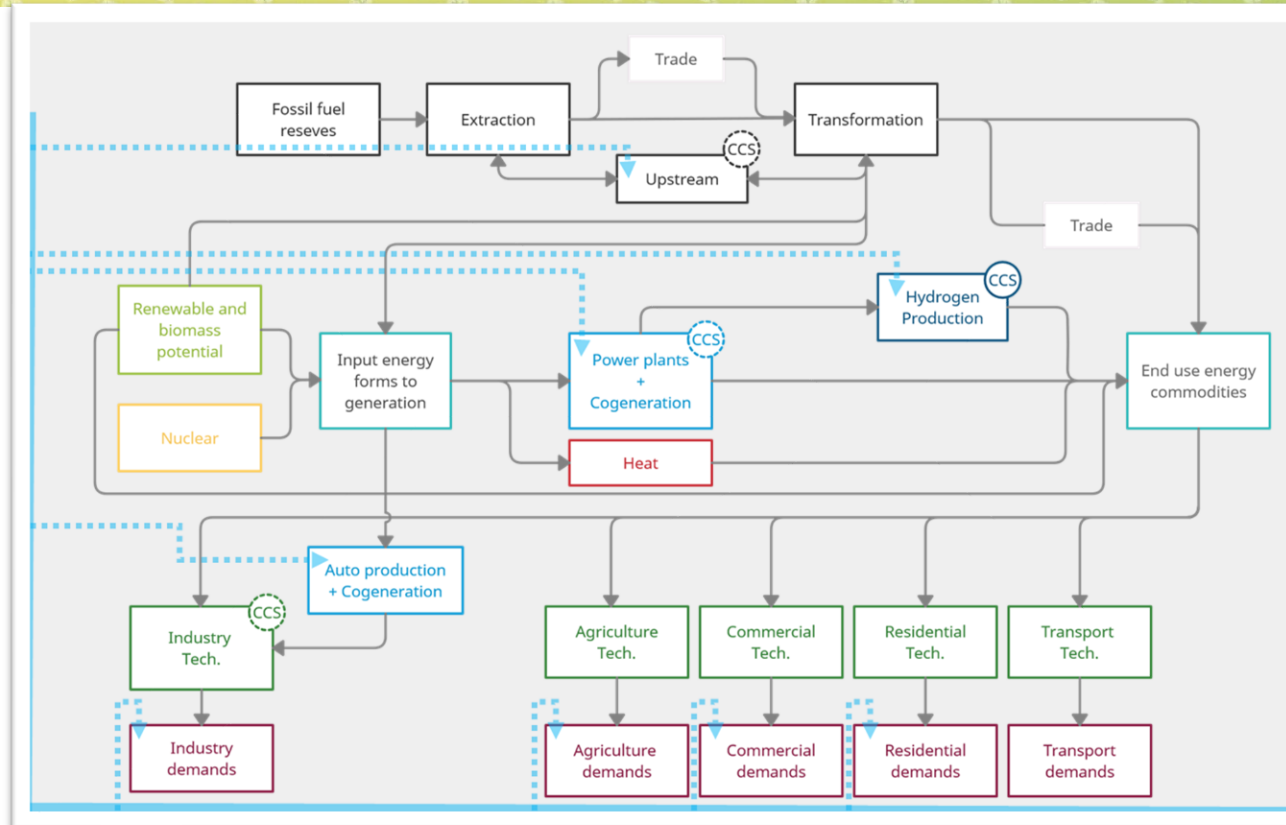 Trade
Fossil fuel
reseves
Extraction
Transformation
CCS
Upstream
Trade
Renewable and
biomass
potential
CCS
Hydrogen
Production
CCS
Input energy
forms to
generation
Power plants
+
Cogeneration
End use energy
commodities
Nuclear
Heat
Auto production
+ Cogeneration
CCS
Industry
Tech.
Agriculture
Tech.
Commercial
Tech.
Residential
Tech.
Transport
Tech.
Industry
demands
Agriculture
demands
Commercial
demands
Residential
demands
Transport
demands